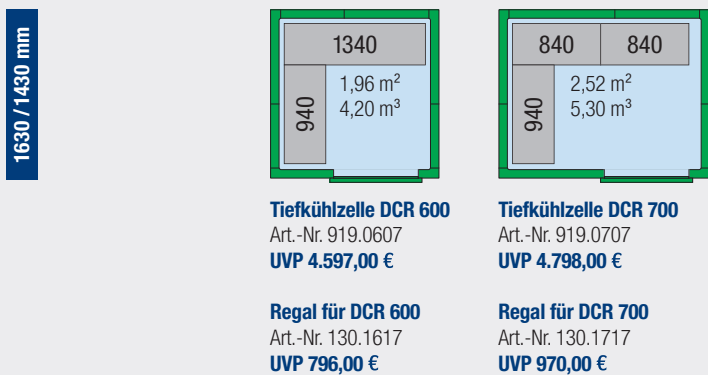 1630 / 1430 mm
1340
940
1,96 m²
4,20 m³
840
840
940
2,52 m²
5,30 m³
Tiefkühlzelle DCR 600
Art.-Nr. 919.0607
UVP 4.597,00 €
Regal für DCR 600
Art.-Nr. 130.1617
UVP 796,00 €
Tiefkühlzelle DCR 700
Art.-Nr. 919.0707
UVP 4.798,00 €
Regal für DCR 700
Art.-Nr. 130.1717
UVP 970,00 €